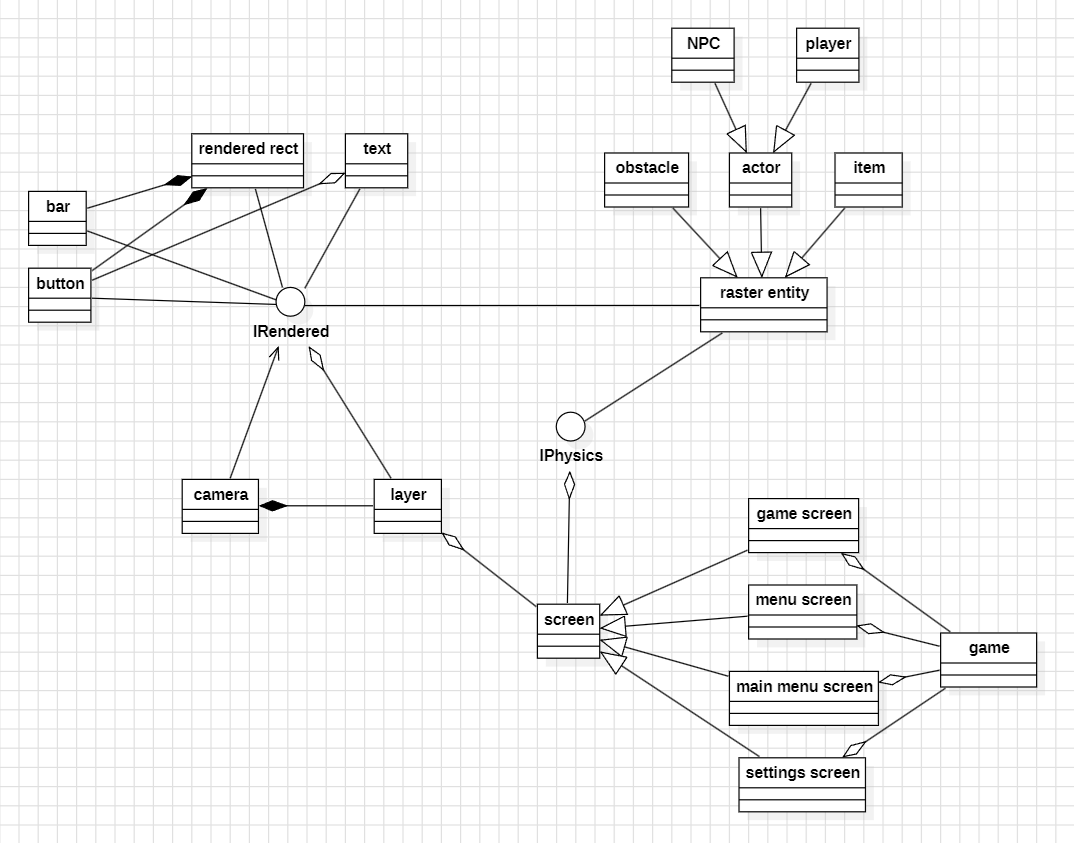 NPC
player
rendered rect
text
obstacle
actor
item
bar
button
raster entity
IRendered
IPhysics
camera
layer
game screen
menu screen
screen
game
main menu screen
settings screen